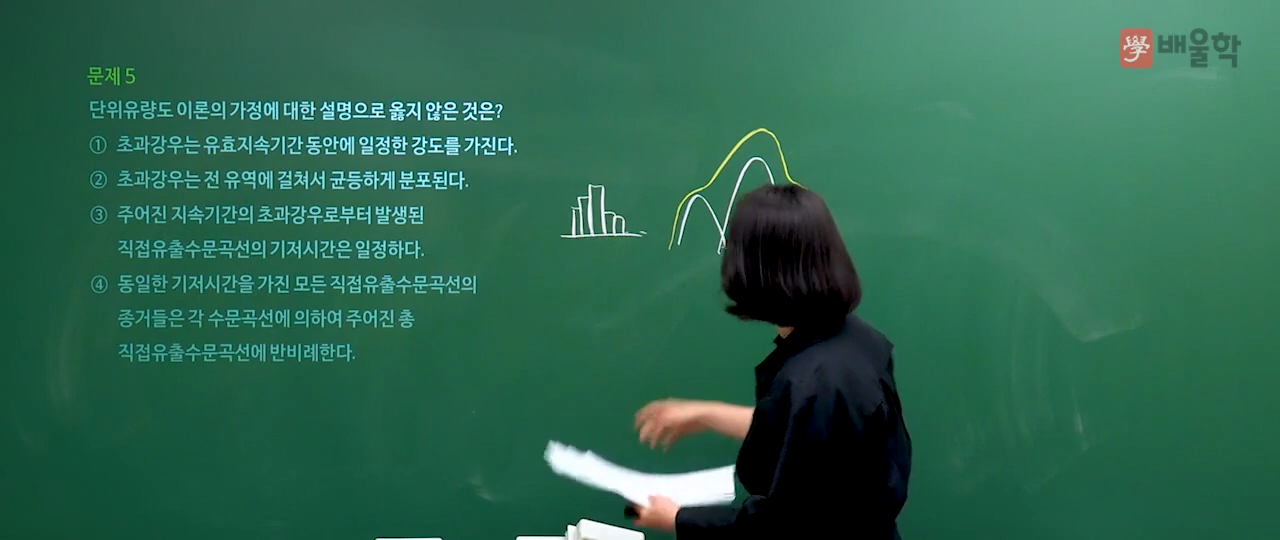 學 배울학
문제 5
단위유량도 이론의 가정에 대한 설명으로 옳지 않은 것은?
① 초과강우는 유효지속기간 동안에 일정한 강도를 가진다.
② 초과강우는 전 유역에 걸쳐서 균등하게 분포된다.
③ 주어진 지속기간의 초과강우로부터 발생된
직접유출수문곡선의 기저시간은 일정하다.
④ 동일한 기저시간을 가진 모든 직접유출수문곡선의
종거들은 각 수문곡선에 의하여 주어진 총
직접유출수문곡선에 반비례한다.